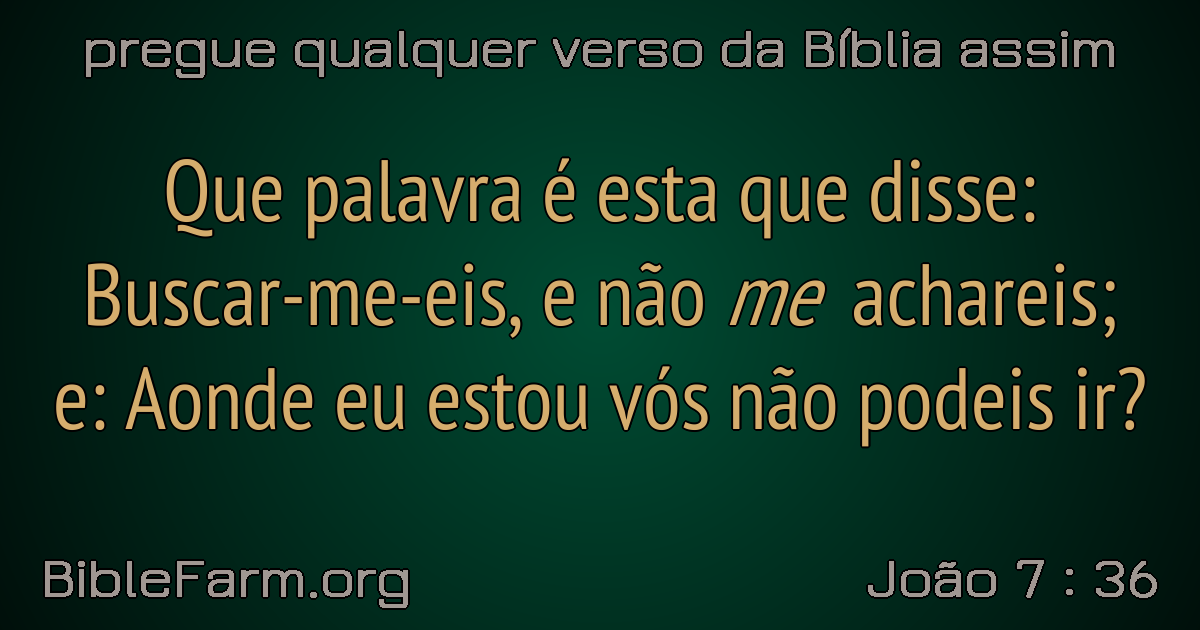 pregue qualquer verso da Bíblia assim
Que palavra é esta que disse:
Buscar-me-eis, e não me achareis;
e: Aonde eu estou vós não podeis ir?
BibleFarm.org
João 7 : 36